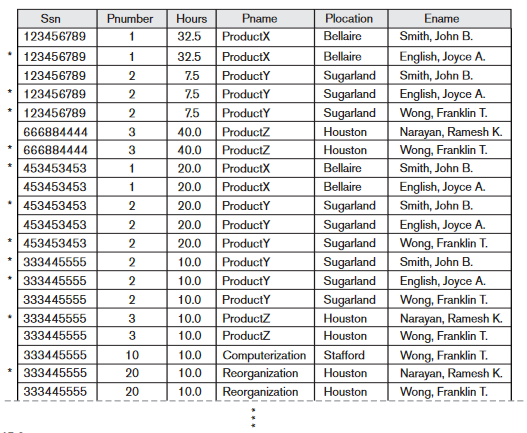 Ssn Pnumber Hours Pname Plocation Ename
123456789 1 32.5 ProductX Bellaire Smith, John B.
* 123456789 1 32.5 ProductX Bellaire English, Joyce A.
123456789 2 7.5 ProductY Sugarland Smith, John B.
* 123456789 2 7.5 ProductY Sugarland English, Joyce A.
* 123456789 2 7.5 ProductY Sugarland Wong, Franklin T.
666884444 3 40.0 ProductZ Houston Narayan, Ramesh K.
* 666884444 3 40.0 ProductZ Houston Wong, Franklin T.
* 453453453 1 20.0 ProductX Bellaire Smith, John B.
453453453 1 20.0 ProductX Bellaire English, Joyce A.
* 453453453 2 20.0 ProductY Sugarland Smith, John B.
453453453 2 20.0 ProductY Sugarland English, Joyce A.
* 453453453 2 20.0 ProductY Sugarland Wong, Franklin T.
* 333445555 2 10.0 ProductY Sugarland Smith, John B.
* 333445555 2 10.0 ProductY Sugarland English, Joyce A.
333445555 2 10.0 ProductY Sugarland Wong, Franklin T.
* 333445555 3 10.0 ProductZ Houston Narayan, Ramesh K.
333445555 3 10.0 ProductZ Houston Wong, Franklin T.
333445555 10 10.0 Computerization Stafford Wong, Franklin T.
* 333445555 20 10.0 Reorganization Houston Narayan, Ramesh K.
333445555 20 10.0 Reorganization Houston Wong, Franklin T.
*
*
*